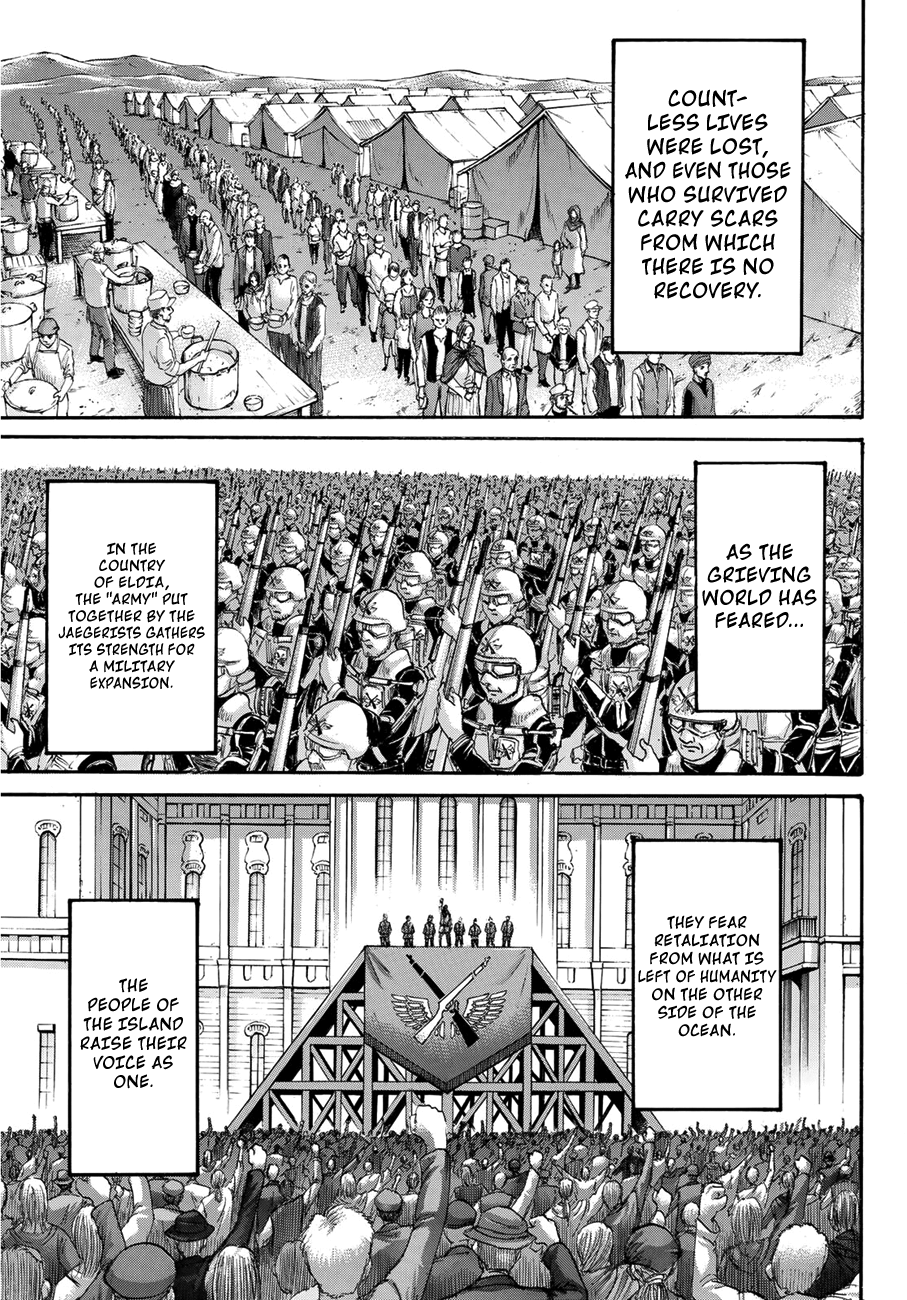 COUNT-
LESS LIVES
WERE LOST,
AND EVEN THOSE
WHO SURVIVED
CARRY SCARS
FROM WHICH
THERE IS NO
RECOVERY.
AS THE
GRIEVING
WORLD HAS
FEARED...
IN THE
COUNTRY
OF ELDIA,
THE "ARMY" PUT
TOGETHER BY THE
JAEGERISTS GATHERS
ITS STRENGTH FOR
A MILITARY
EXPANSION.
THEY FEAR
RETALIATION
FROM WHAT IS
LEFT OF HUMANITY
ON THE OTHER
SIDE OF THE
OCEAN.
THE
PEOPLE OF
THE ISLAND
RAISE THEIR
VOICE AS
ONE.